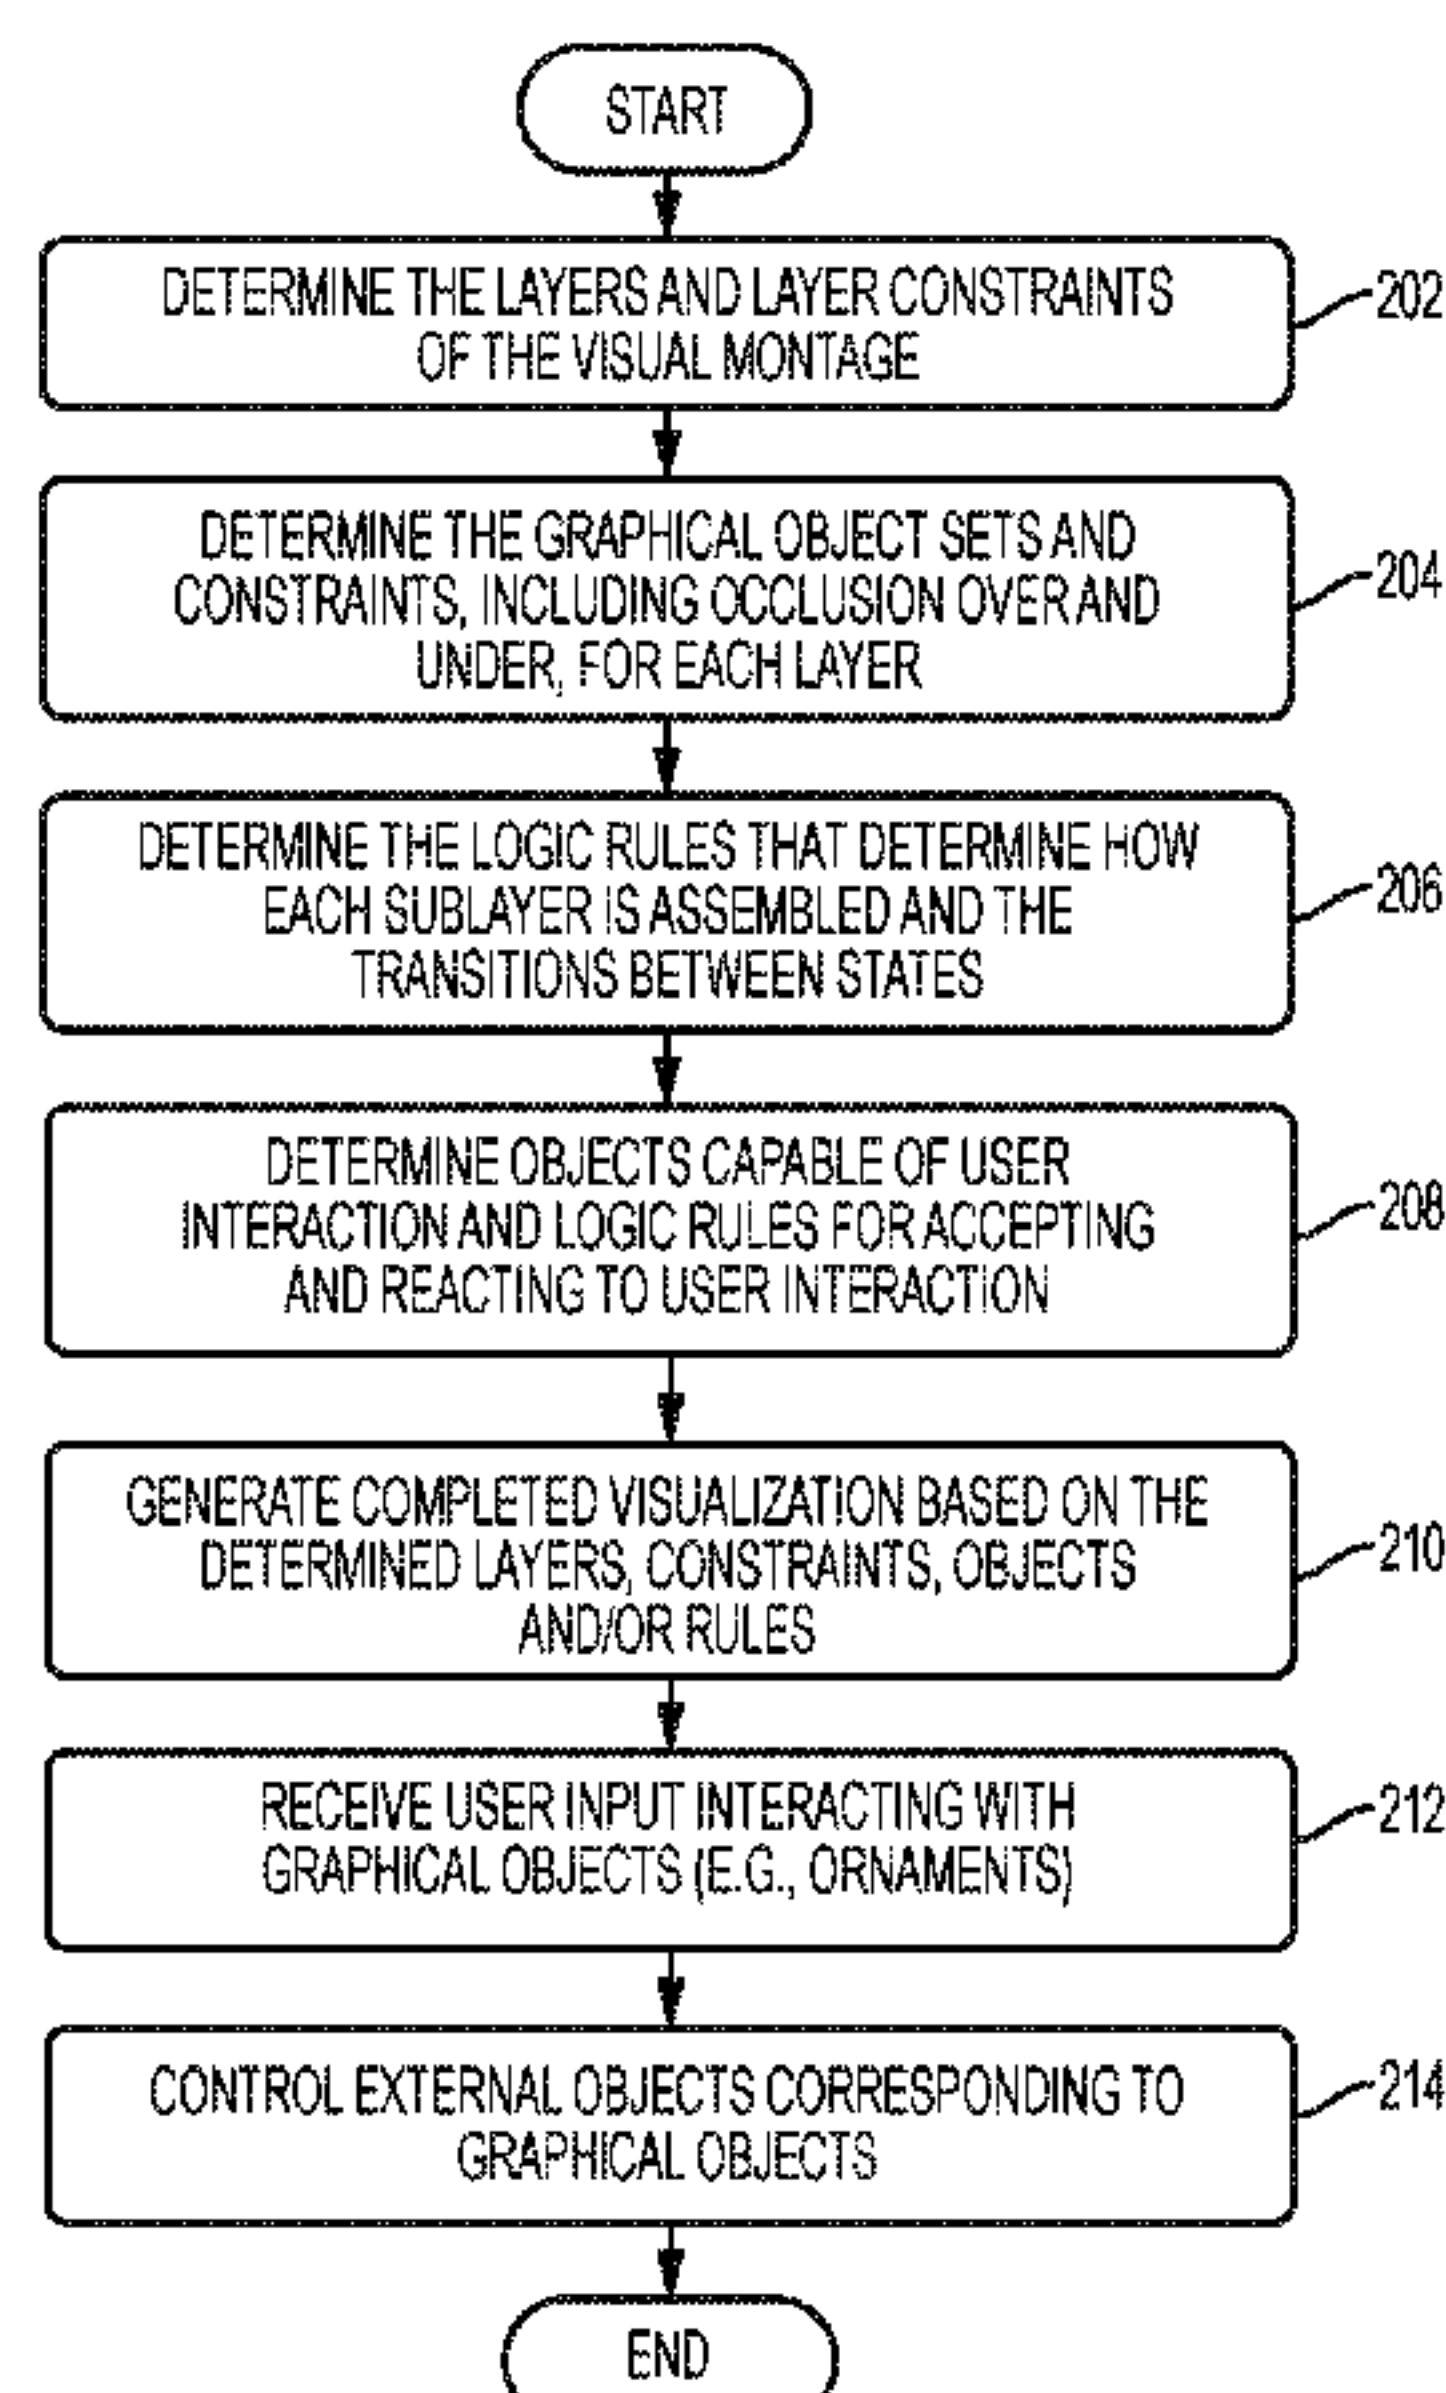 START
DETERMINE THE LAYERS AND LAYER CONSTRAINTS
OF THE VISUAL MONTAGE
202
DETERMINE THE GRAPHICAL OBJECT SETS AND
CONSTRAINTS, INCLUDING OCCLUSION OVER AND
UNDER, FOR EACH LAYER
204
DETERMINE THE LOGIC RULES THAT DETERMINE HOW
EACH SUBLAYER IS ASSEMBLED AND THE
TRANSITIONS BETWEEN STATES
206
DETERMINE OBJECTS CAPABLE OF USER
INTERACTION AND LOGIC RULES FOR ACCEPTING
AND REACTING TO USER INTERACTION
208
GENERATE COMPLETED VISUALIZATION BASED ON THE
DETERMINED LAYERS, CONSTRAINTS, OBJECTS
AND/OR RULES
210
RECEIVE USER INPUT INTERACTING WITH
GRAPHICAL OBJECTS (E.G., ORNAMENTS)
212
CONTROL EXTERNAL OBJECTS CORRESPONDING TO
GRAPHICAL OBJECTS
214
END